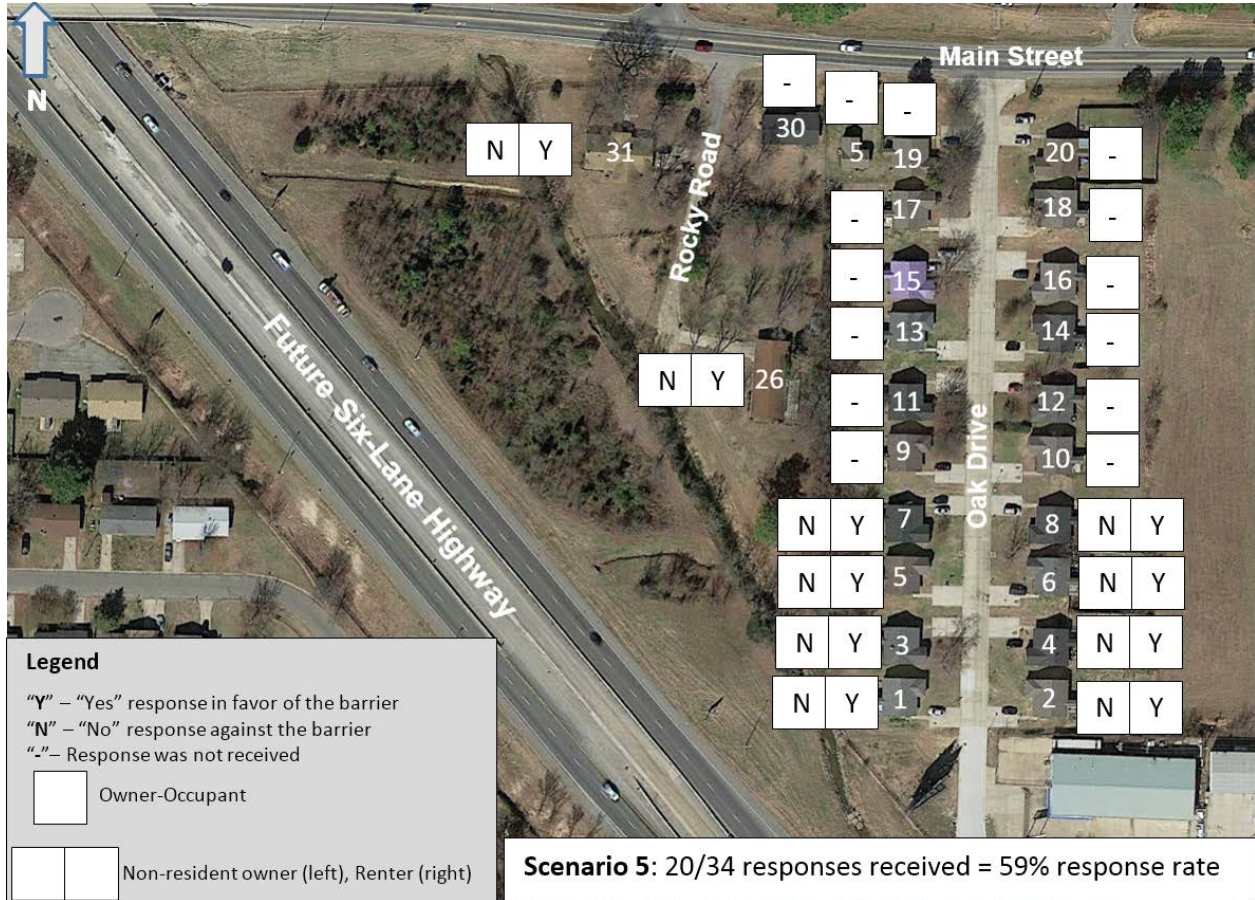 N
Main Street
Rocky Road
Oak Drive
Future Six-Lane Highway
-
30
-
5
-
19
N Y 31
20 -
- 17
18 -
- 15
16 -
- 13
14 -
N Y 26
- 11
12 -
- 9
10 -
N Y 7
8 N Y
N Y 5
6 N Y
N Y 3
4 N Y
N Y 1
2 N Y
Legend
“Y” – “Yes” response in favor of the barrier
“N” – “No” response against the barrier
“-”– Response was not received
Owner-Occupant
Non-resident owner (left), Renter (right)
Scenario 5: 20/34 responses received = 59% response rate